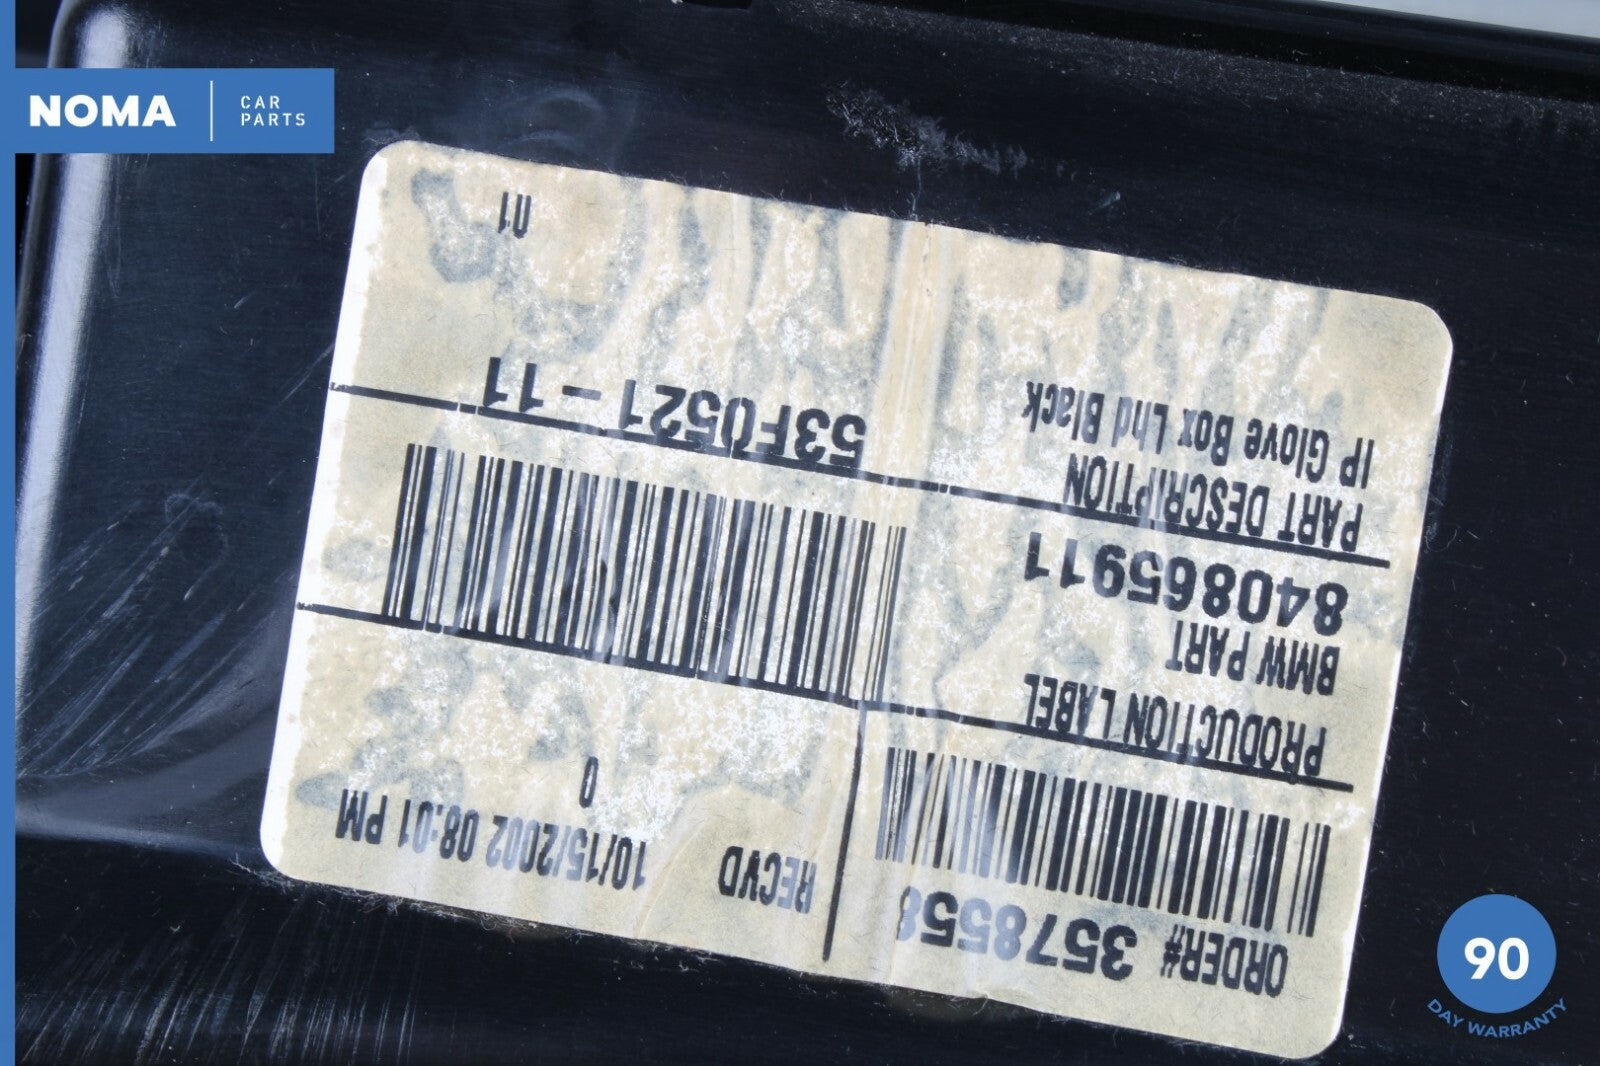 NOMA
CAR
PARTS
ORDER# 3578558
RECVD
10/15/2002 08:01 PM
0
PRODUCTION LABEL
BMW PART
840865911
PART DESCRIPTION
IP Glove Box Lhd Black
53F0521-11
90
DAY WARRANTY